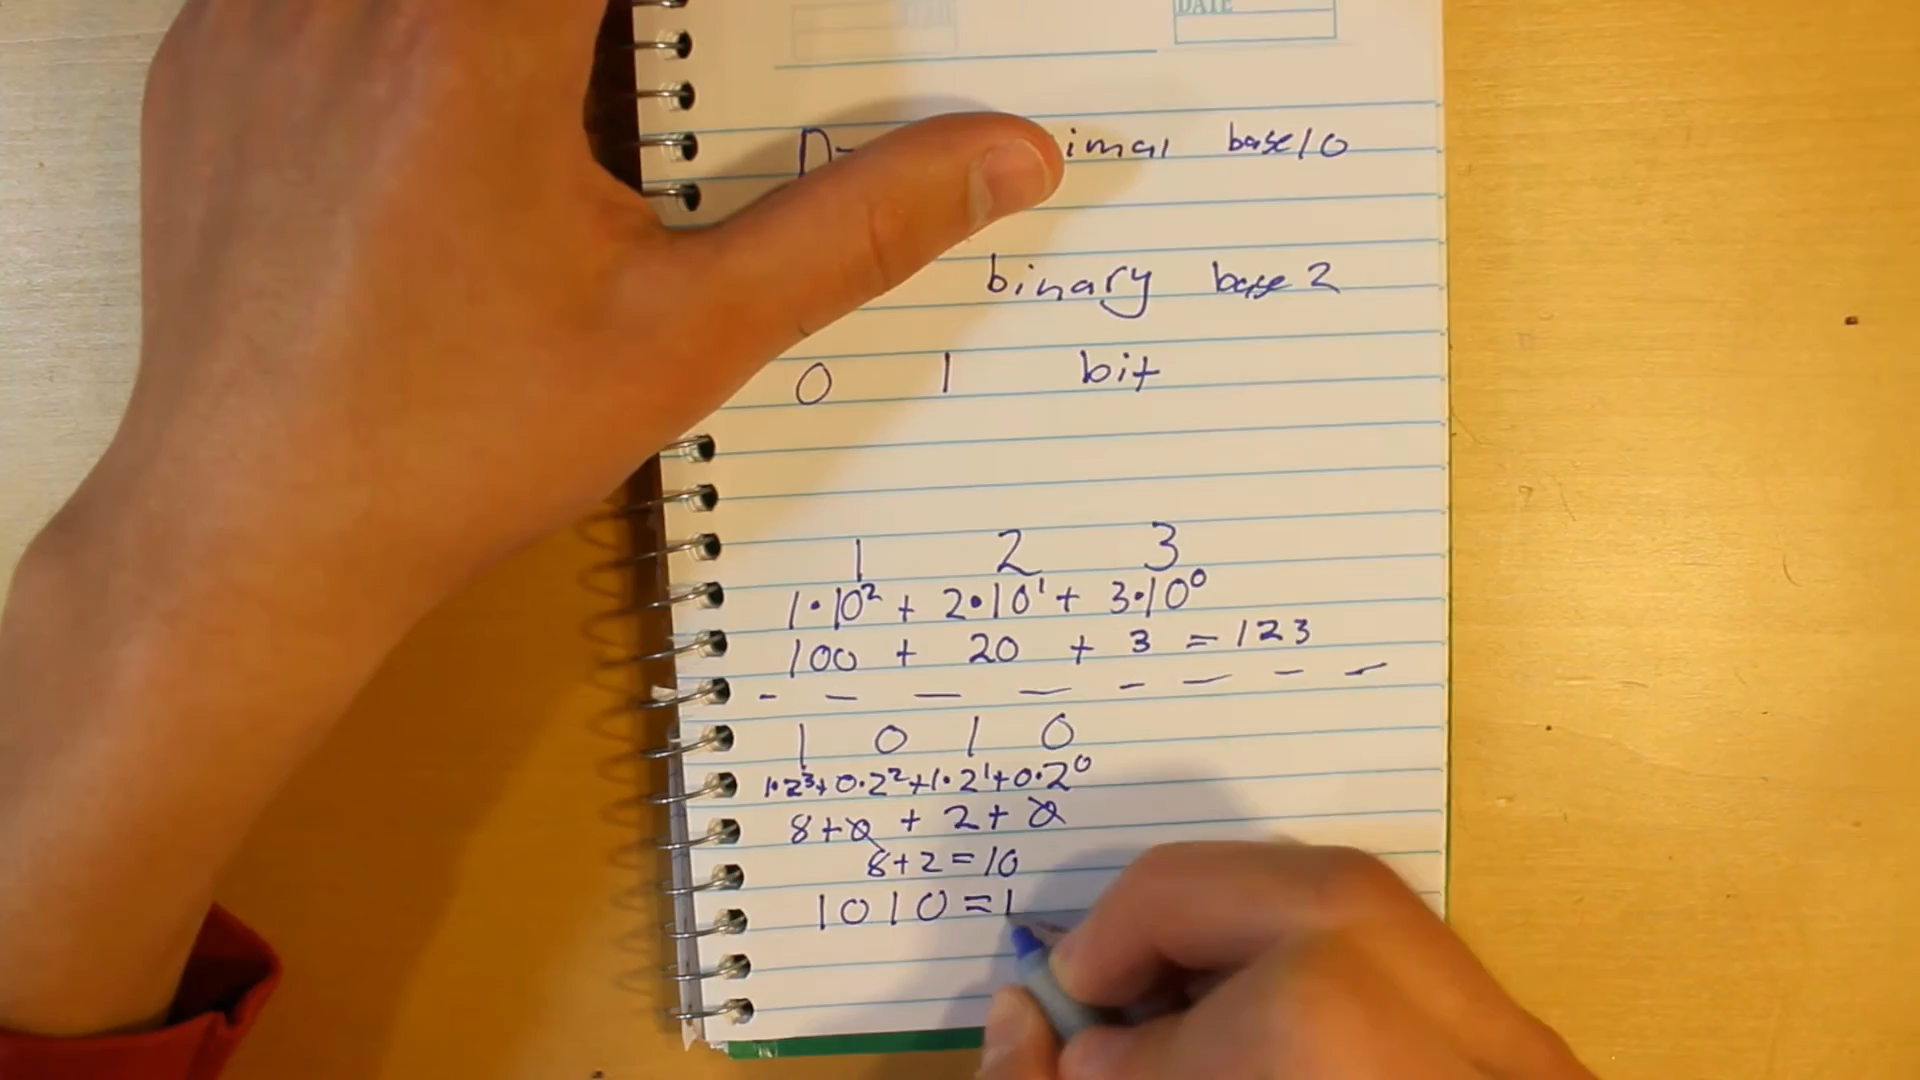 DATE
base10
binary base 2
0 1 bit
1 2 3
1•10² + 2•10¹ + 3•10⁰
100 + 20 + 3 = 123
1 0 1 0
1•2³+0•2²+1•2¹+0•2⁰
8+0 + 2+0
8+2=10
1010=1